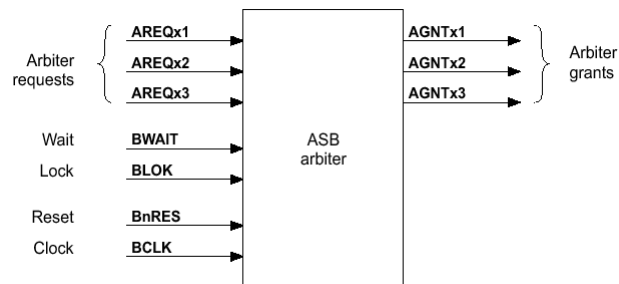 Arbiter requests
AREQx1
AREQx2
AREQx3
Wait BWAIT
Lock BLOK
Reset BnRES
Clock BCLK
ASB
arbiter
AGNTx1
AGNTx2
AGNTx3
Arbiter
grants